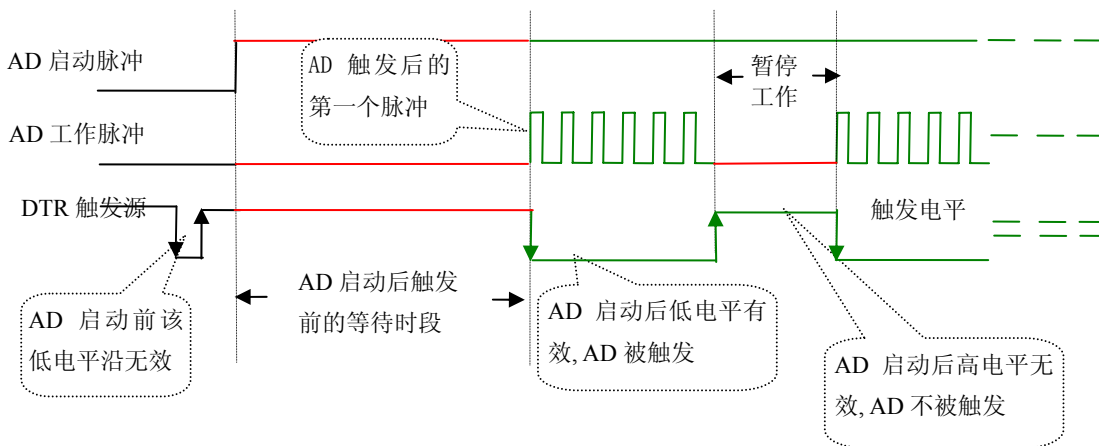 AD 启动脉冲
AD 触发后的
第一个脉冲
暂停
工作
AD 工作脉冲
DTR 触发源
触发电平
AD 启动前该
低电平沿无效
AD 启动后触发
前的等待时段
AD 启动后低电平有
效, AD 被触发
AD 启动后高电平无
效, AD 不被触发